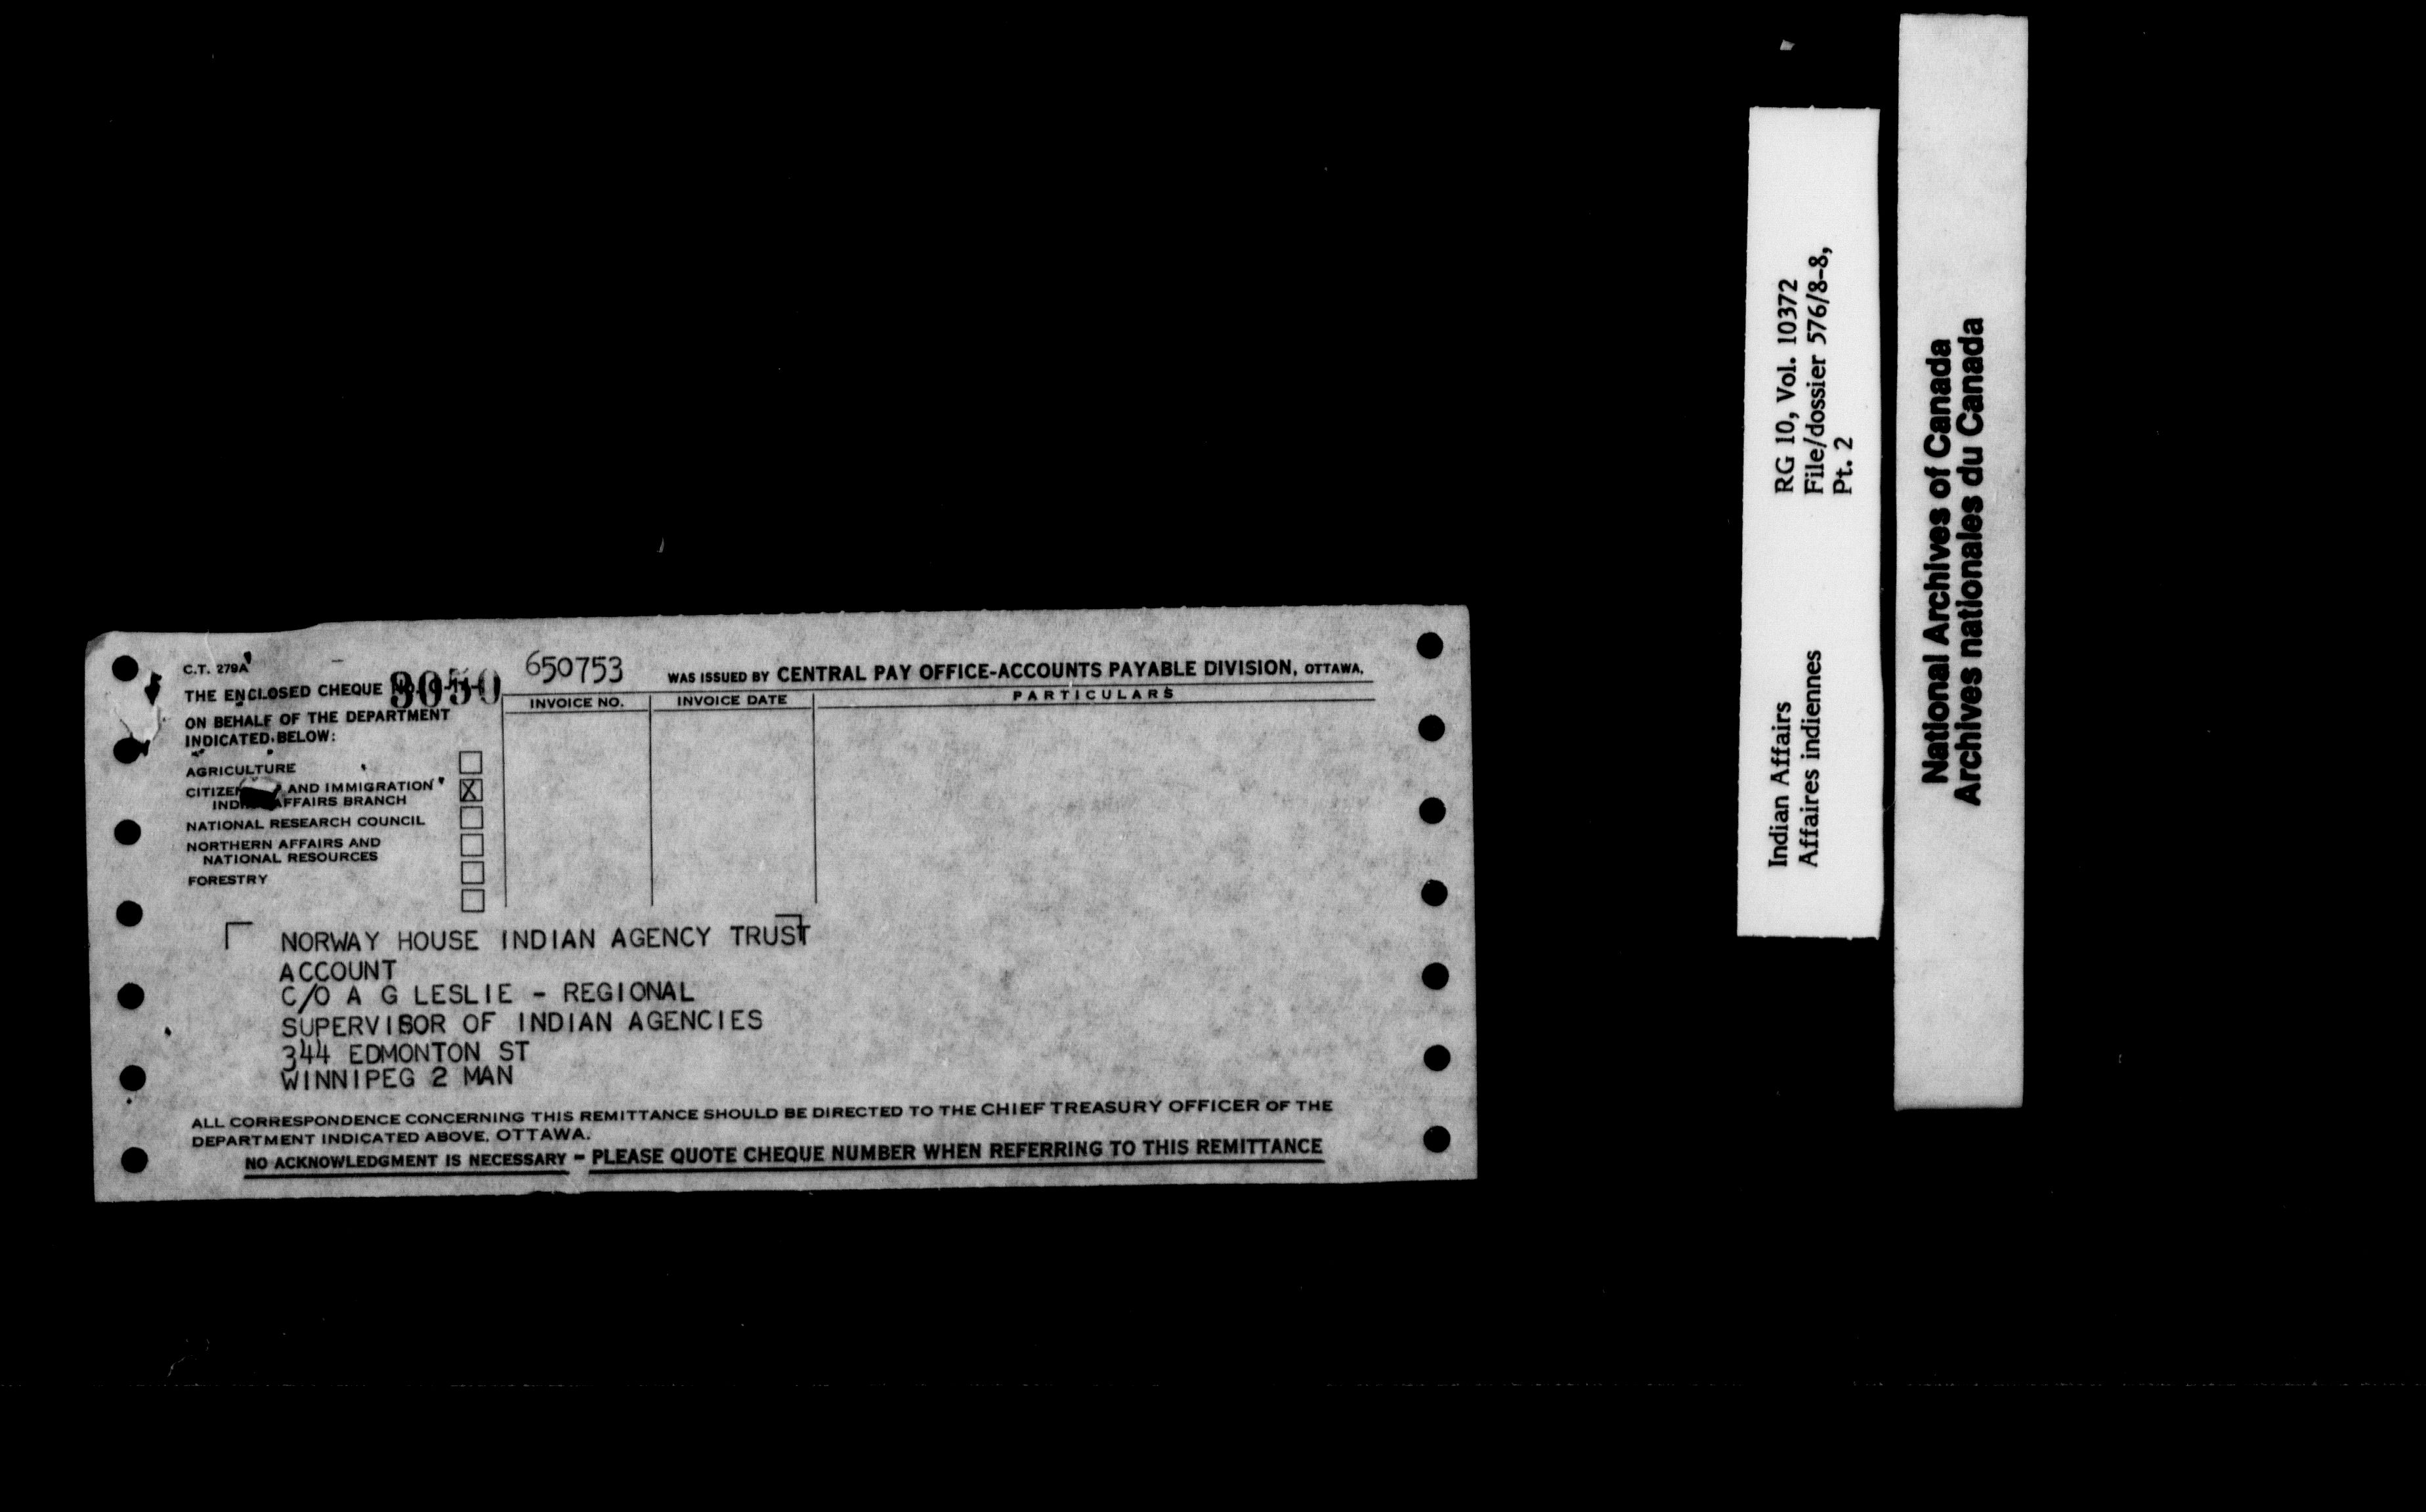 C.T. 279A
THE ENCLOSED CHEQUE 3050 650753 WAS ISSUED BY CENTRAL PAY OFFICE-ACCOUNTS PAYABLE DIVISION, OTTAWA.
ON BEHALF OF THE DEPARTMENT
INDICATED BELOW:
INVOICE NO. INVOICE DATE PARTICULARS
AGRICULTURE
AND IMMIGRATION X
AFFAIRS BRANCH
NATIONAL RESEARCH COUNCIL
NORTHERN AFFAIRS AND
NATIONAL RESOURCES
FORESTRY
NORWAY HOUSE INDIAN AGENCY TRUST
ACCOUNT
C/O A G LESLIE - REGIONAL
SUPERVISOR OF INDIAN AGENCIES
344 EDMONTON ST
WINNIPEG 2 MAN
ALL CORRESPONDENCE CONCERNING THIS REMITTANCE SHOULD BE DIRECTED TO THE CHIEF TREASURY OFFICER OF THE
DEPARTMENT INDICATED ABOVE, OTTAWA.
NO ACKNOWLEDGMENT IS NECESSARY - PLEASE QUOTE CHEQUE NUMBER WHEN REFERRING TO THIS REMITTANCE
Indian Affairs RG 10, Vol. 10372
Affaires indiennes File/dossier 576/8-8,
Pt. 2
National Archives of Canada
Archives nationales du Canada